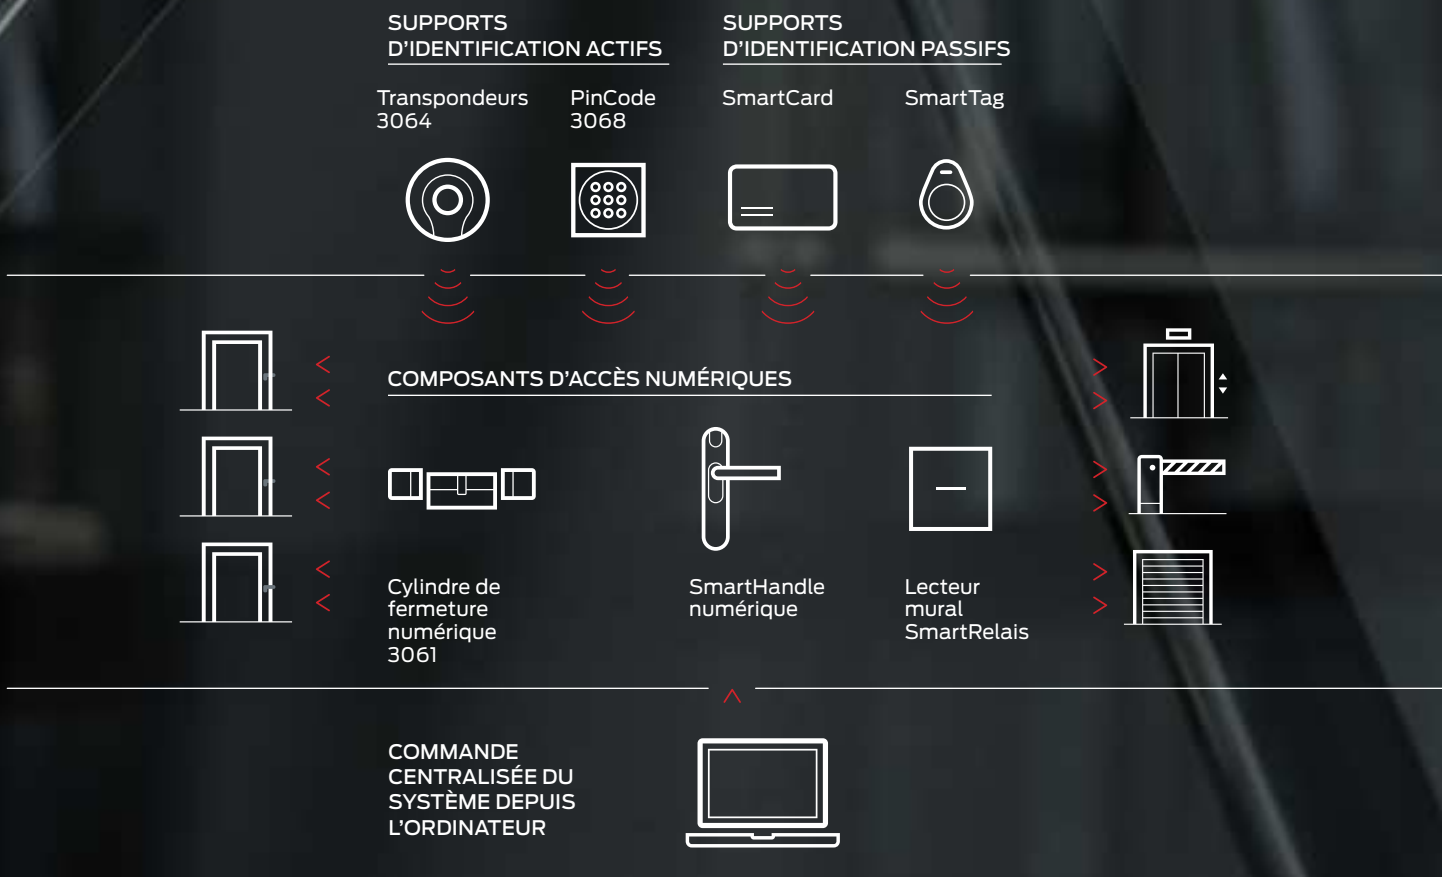 SUPPORTS
D'IDENTIFICATION ACTIFS
SUPPORTS
D'IDENTIFICATION PASSIFS
Transpondeurs
3064
PinCode
3068
SmartCard
SmartTag
COMPOSANTS D'ACCÈS NUMÉRIQUES
Cylindre de
fermeture
numérique
3061
SmartHandle
numérique
Lecteur
mural
SmartRelais
COMMANDE
CENTRALISÉE DU
SYSTÈME DEPUIS
L'ORDINATEUR